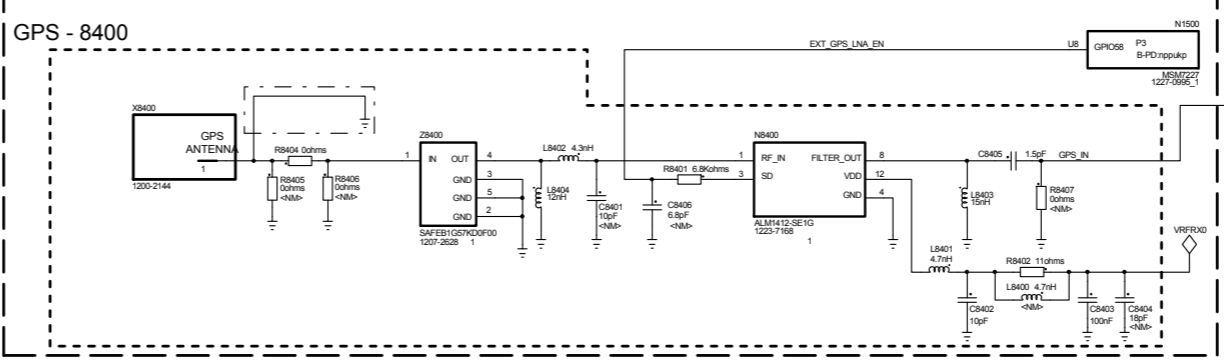 GPS - 8400
N1500
EXT_GPS_LNA_EN
U8
GPIO58
P3
B-PD:nppukp
MSM7227
1227-0995_1
X8400
GPS
ANTENNA
1
1200-2144
R8404 0ohms
R8405
0ohms
<NM>
R8406
0ohms
<NM>
Z8400
1
IN
OUT
4
GND
3
GND
5
GND
2
SAFEB1G57KD0F00
1207-2628
1
L8402 4.3nH
L8404
12nH
C8401
10pF
<NM>
R8401 6.8Kohms
C8406
6.8pF
<NM>
N8400
1
RF_IN
FILTER_OUT
8
3
SD
VDD
12
GND
4
ALM1412-SE1G
1223-7168
1
C8405
1.5pF
GPS_IN
L8403
15nH
R8407
0ohms
<NM>
VRFRX0
L8401
4.7nH
R8402 11ohms
L8400 4.7nH
<NM>
C8402
10pF
C8403
100nF
C8404
18pF
<NM>